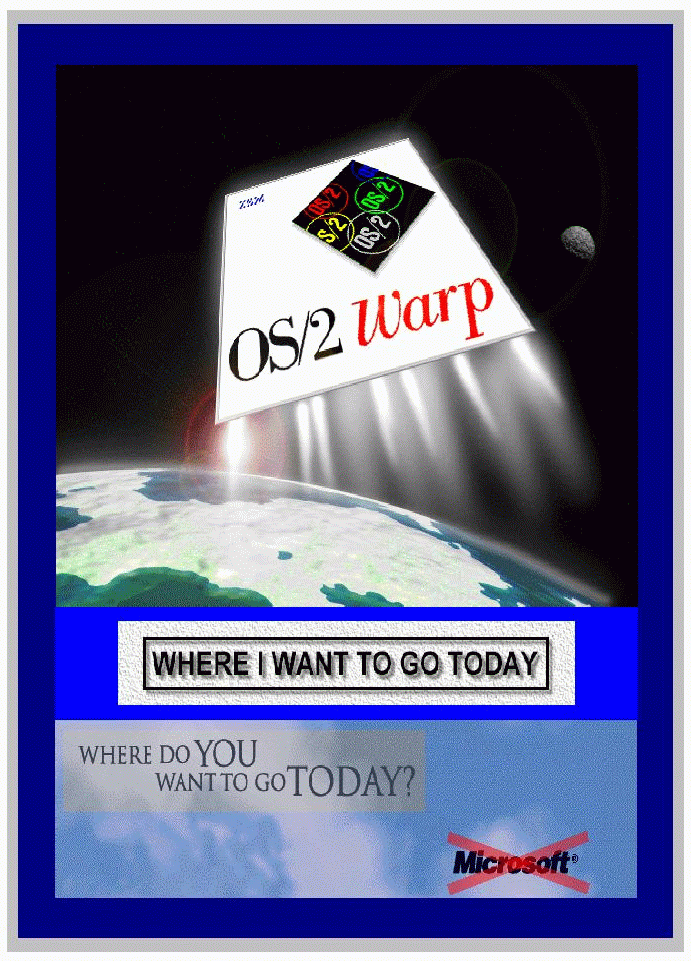 IBM
OS/2
OS/2
OS/2
S/2
OS/2
OS/2 Warp
WHERE I WANT TO GO TODAY
WHERE DO YOU
WANT TO GO TODAY?
Microsoft®